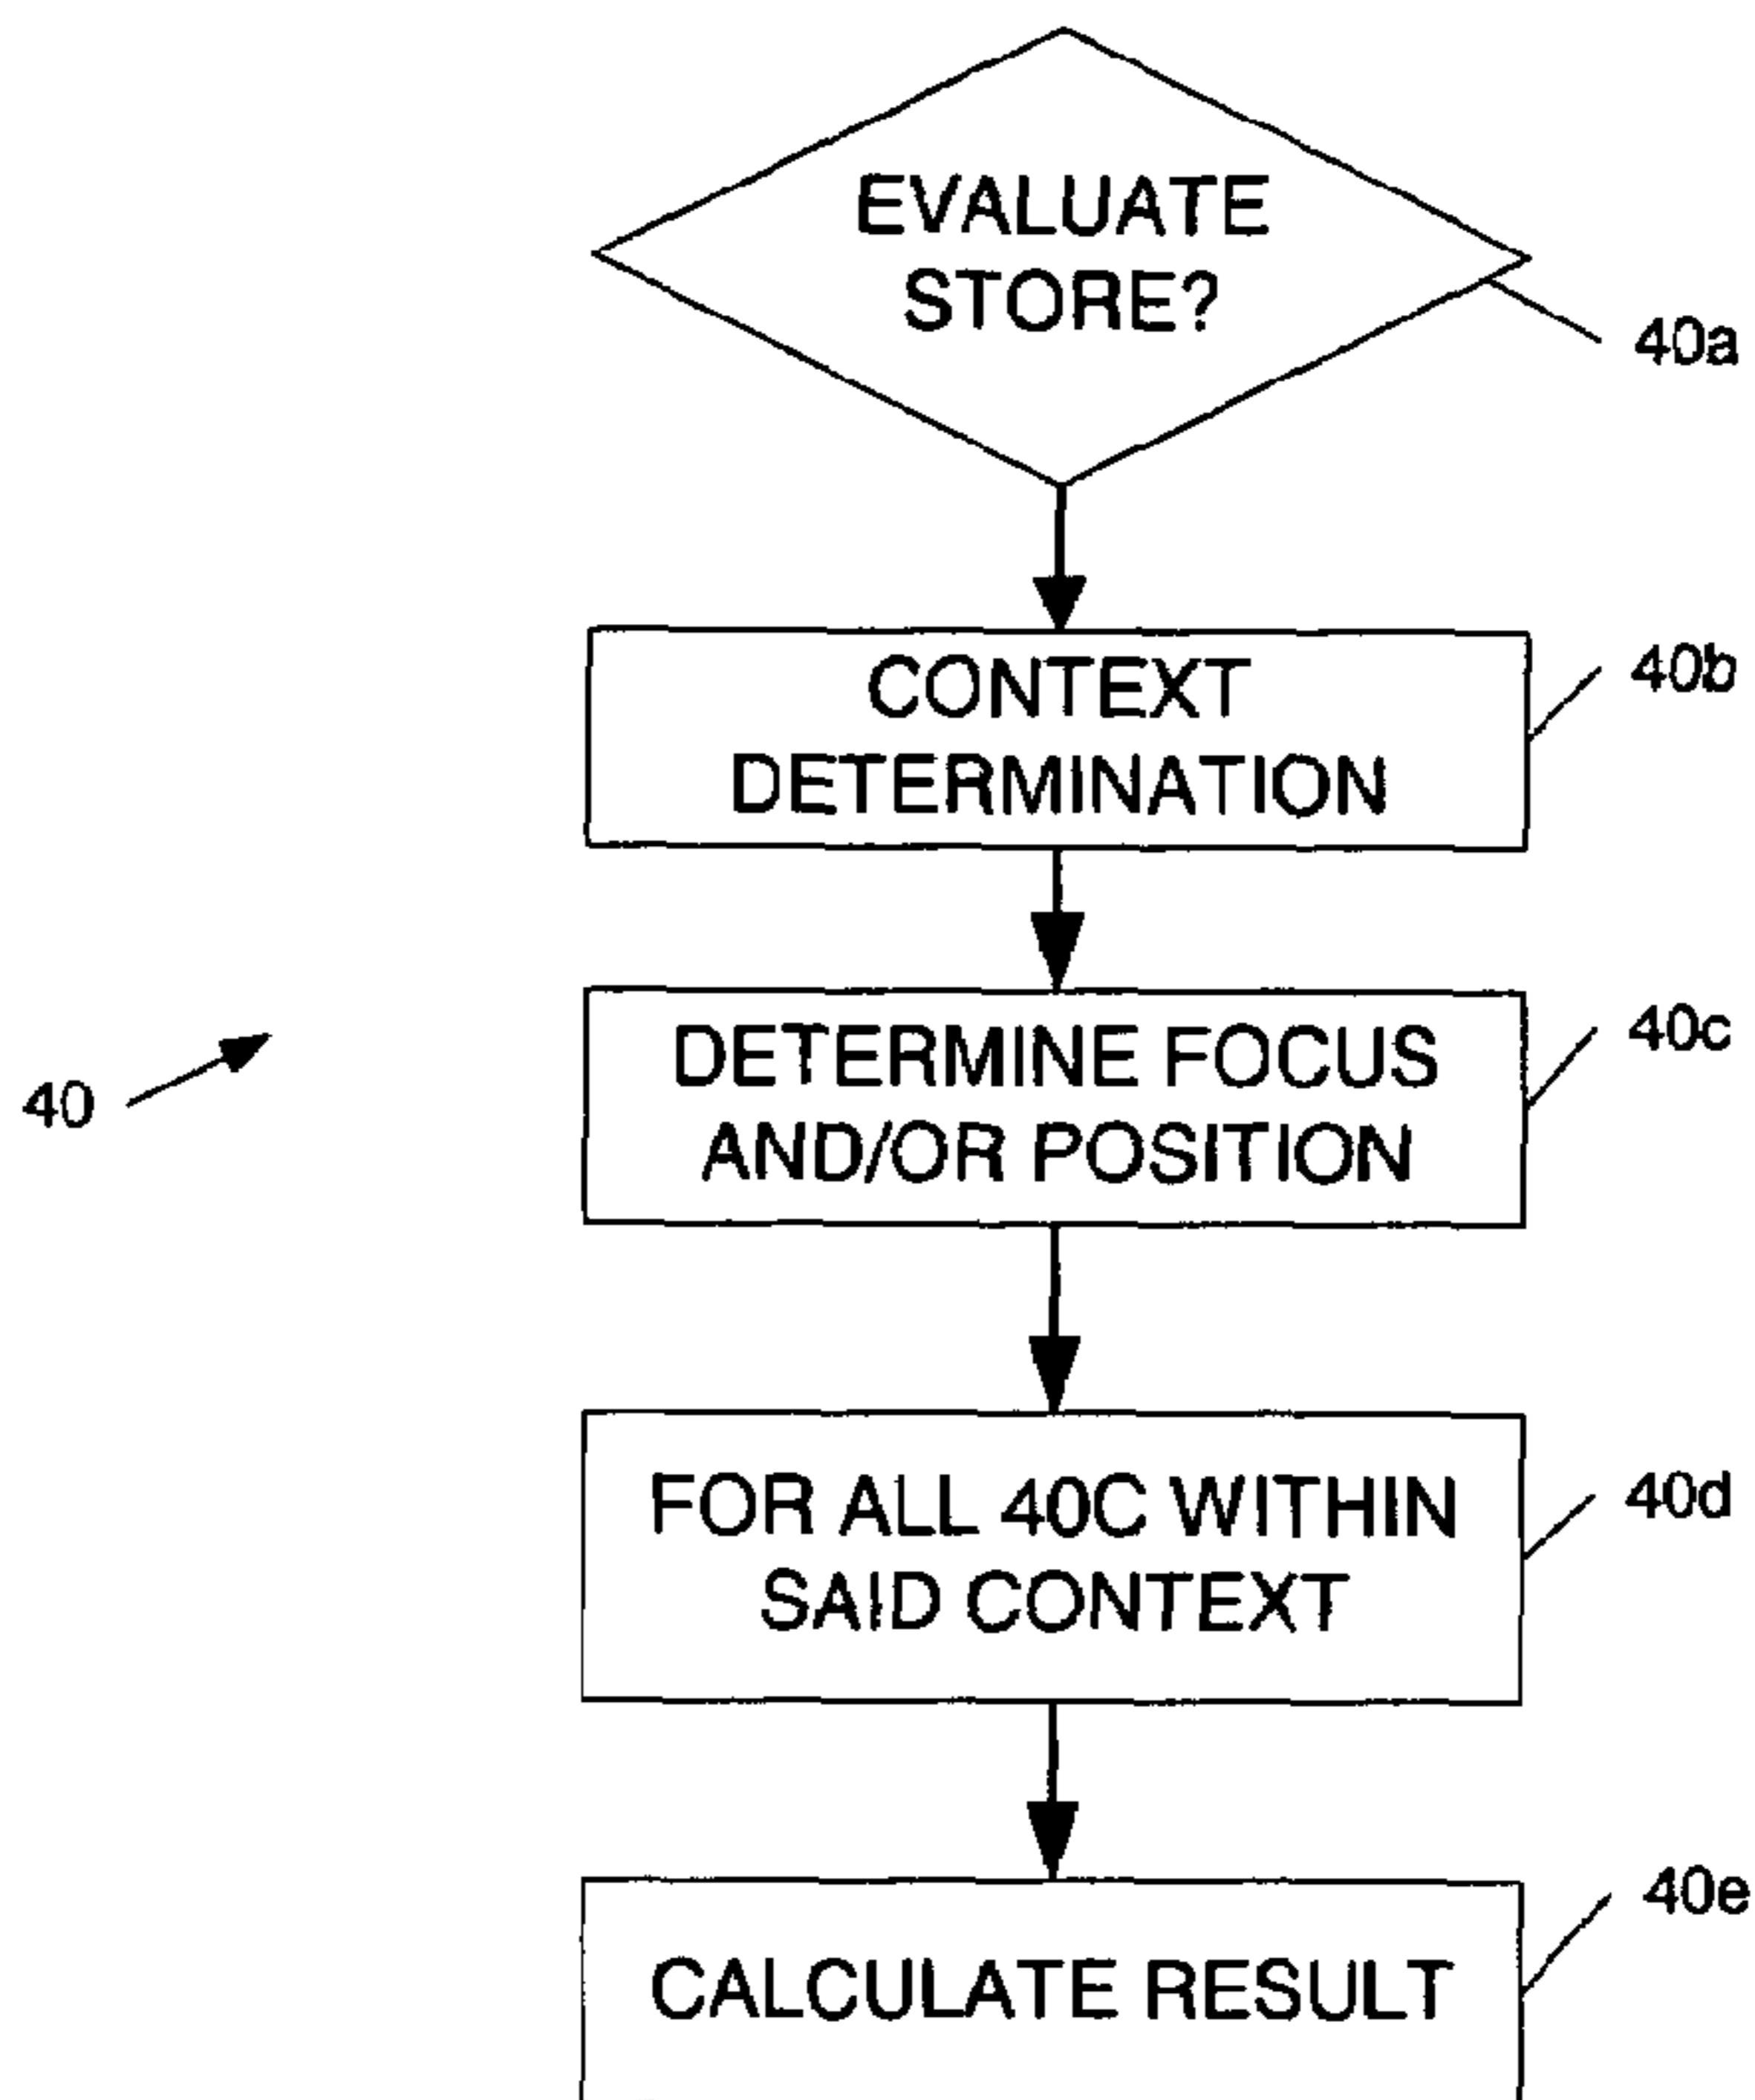 EVALUATE
STORE?
40a
CONTEXT
DETERMINATION
40b
DETERMINE FOCUS
AND/OR POSITION
40c
40
FOR ALL 40C WITHIN
SAID CONTEXT
40d
CALCULATE RESULT
40e